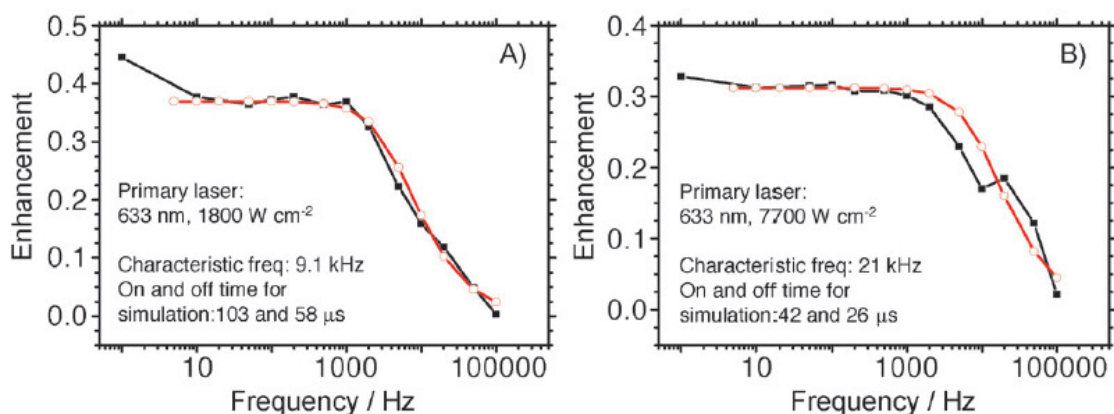 A)
Enhancement
0.5
0.4
0.3
0.2
0.1
0.0
Primary laser:
633 nm, 1800 W cm⁻²
Characteristic freq: 9.1 kHz
On and off time for
simulation:103 and 58 μs
10 1000 100000
Frequency / Hz
B)
Enhancement
0.4
0.3
0.2
0.1
0.0
Primary laser:
633 nm, 7700 W cm⁻²
Characteristic freq: 21 kHz
On and off time for
simulation:42 and 26 μs
10 1000 100000
Frequency / Hz